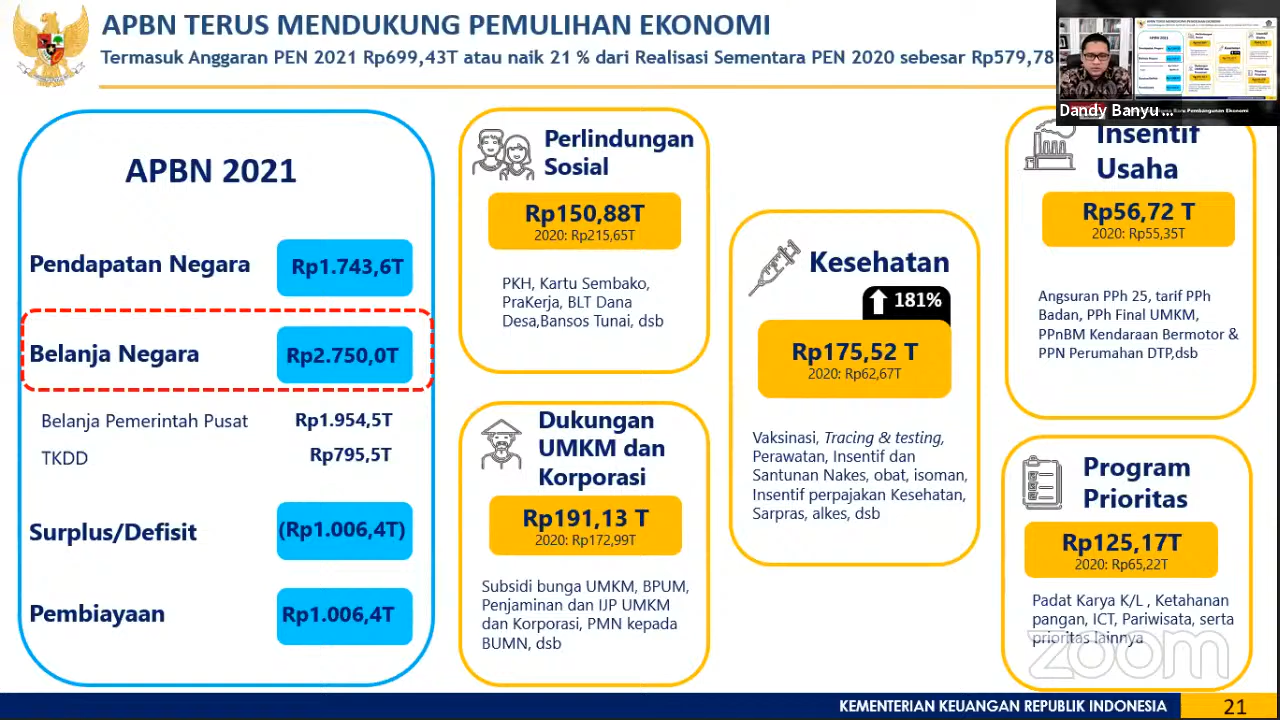 APBN TERUS MENDUKUNG PEMULIHAN EKONOMI
Termasuk Anggaran PEN 2021 Rp699,43T atau naik 21% dari Realisasi Sementara PEN 2020 sebesar Rp579,78
Dandy Banyu ...
APBN 2021
Pendapatan Negara
Rp1.743,6T
Belanja Negara
Rp2.750,0T
Belanja Pemerintah Pusat
Rp1.954,5T
TKDD
Rp795,5T
Surplus/Defisit
(Rp1.006,4T)
Pembiayaan
Rp1.006,4T
Perlindungan
Sosial
Rp150,88T
2020: Rp215,65T
PKH, Kartu Sembako,
PraKerja, BLT Dana
Desa,Bansos Tunai, dsb
Dukungan
UMKM dan
Korporasi
Rp191,13 T
2020: Rp172,99T
Subsidi bunga UMKM, BPUM,
Penjaminan dan IJP UMKM
dan Korporasi, PMN kepada
BUMN, dsb
Kesehatan
181%
Rp175,52 T
2020: Rp62,67T
Vaksinasi, Tracing & testing,
Perawatan, Insentif dan
Santunan Nakes, obat, isoman,
Insentif perpajakan Kesehatan,
Sarpras, alkes, dsb
Insentif
Usaha
Rp56,72 T
2020: Rp55,35T
Angsuran PPh 25, tarif PPh
Badan, PPh Final UMKM,
PPnBM Kendaraan Bermotor &
PPN Perumahan DTP,dsb
Program
Prioritas
Rp125,17T
2020: Rp65,22T
Padat Karya K/L , Ketahanan
pangan, ICT, Pariwisata, serta
prioritas lainnya
zoom
KEMENTERIAN KEUANGAN REPUBLIK INDONESIA
21